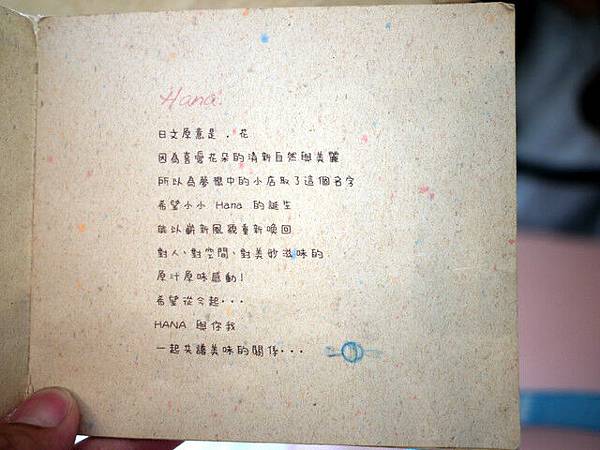 Hana:
日文原意是 . 花
因為喜愛花朵的清新自然與美麗
所以為夢想中的小店取了這個名字
希望小小 Hana 的誕生
能以嶄新風貌重新喚回
對人、對空間、對美妙滋味的
原汁原味感動!
希望從今起···
HANA 與你我
一起共譜美味的關係···